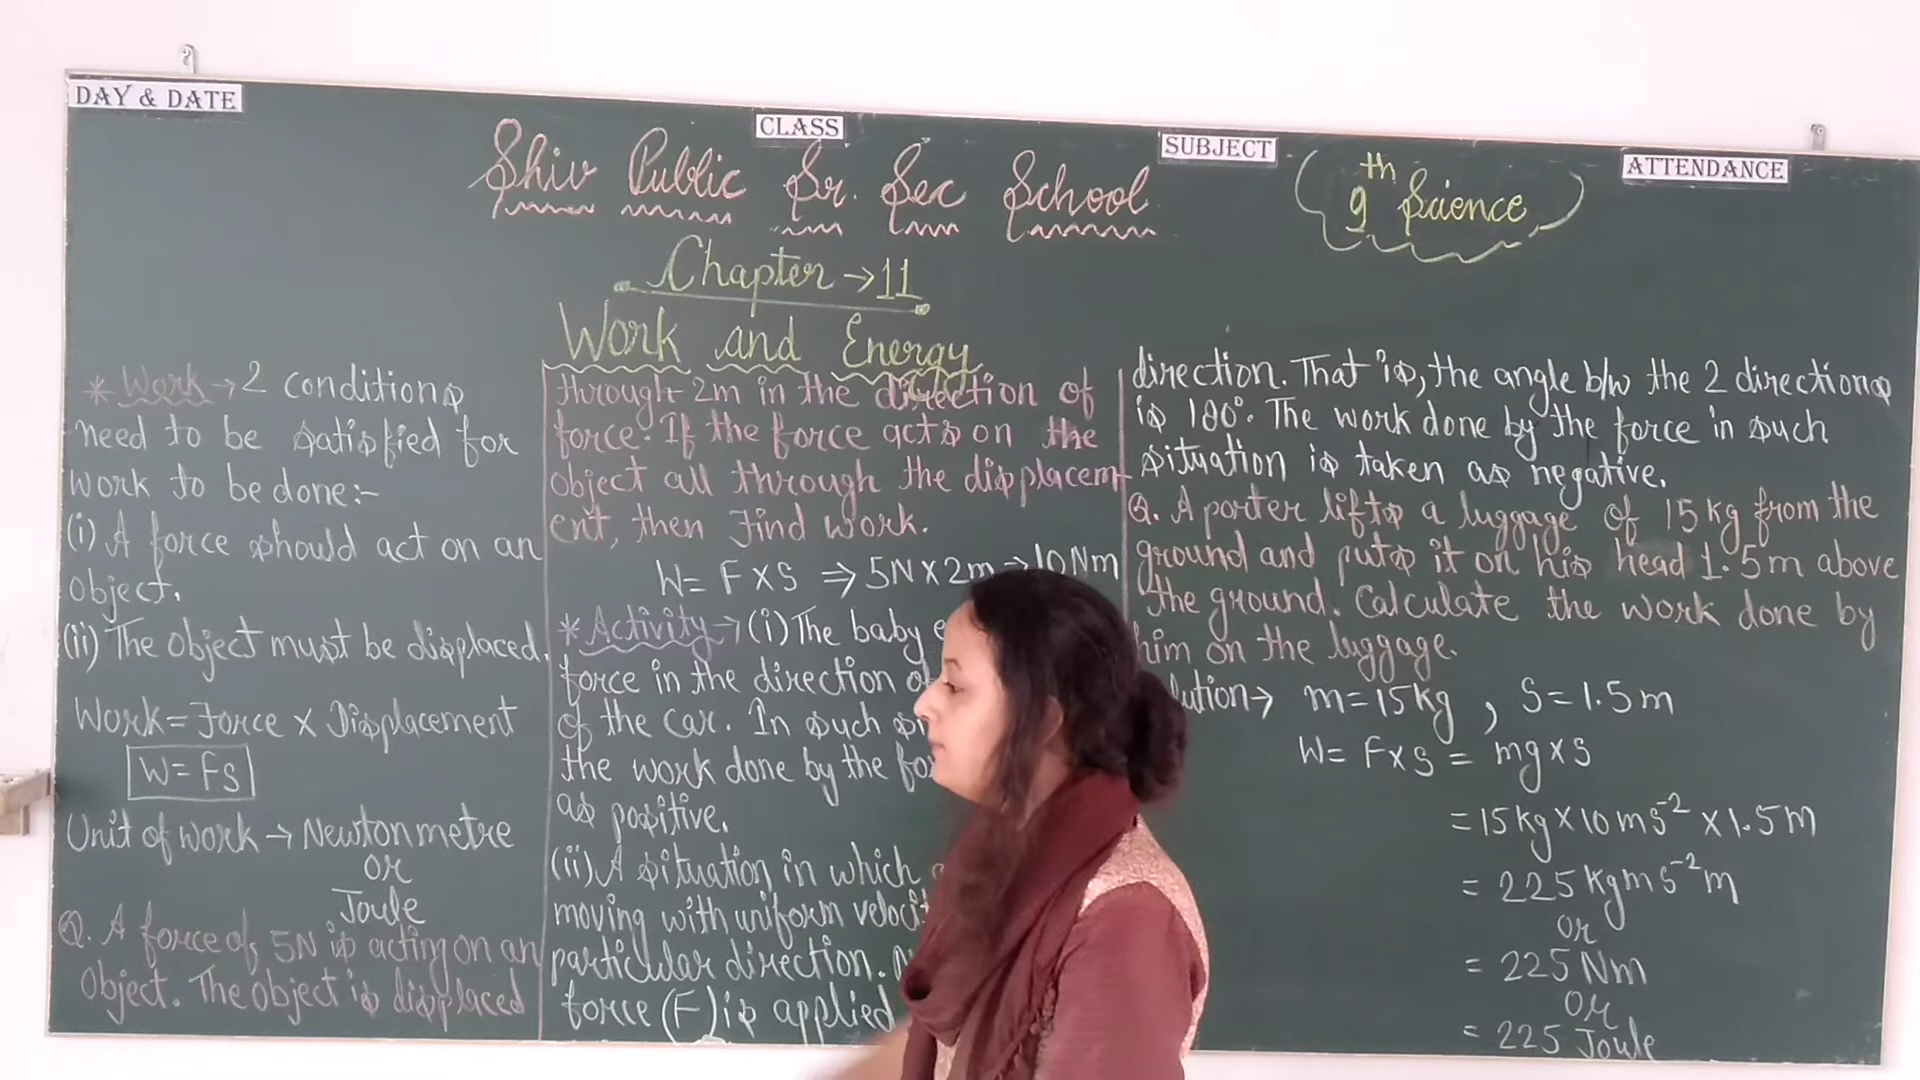 DAY & DATE
CLASS
SUBJECT
ATTENDANCE
Shiv Public Sr. Sec School
9th Science
Chapter → 11
Work and Energy
* Work → 2 conditions
need to be satisfied for
work to be done:-
(i) A force should act on an
object.
(ii) The object must be displaced.
Work = Force × Displacement
W = FS
Unit of work → Newton metre
or
Joule
Q. A force of 5N is acting on an
object. The object is displaced
through 2m in the direction of
force. If the force acts on the
object all through the displacem-
ent, then find work.
W = F × S ⇒ 5N × 2m → 10 Nm
* Activity → (i) The baby
force in the direction of
of the car. In such
the work done by the
as positive.
(ii) A situation in which
moving with uniform
particular direction.
force (F) is applied
direction. That is, the angle b/w the 2 directions
is 180°. The work done by the force in such
situation is taken as negative.
Q. A porter lifts a luggage of 15 kg from the
ground and puts it on his head 1.5m above
the ground. Calculate the work done by
him on the luggage.
→ m = 15 kg, S = 1.5 m
W = F × S = mg × S
= 15 kg × 10 ms⁻² × 1.5 m
= 225 kg m s⁻² m
or
= 225 Nm
or
= 225 Joule